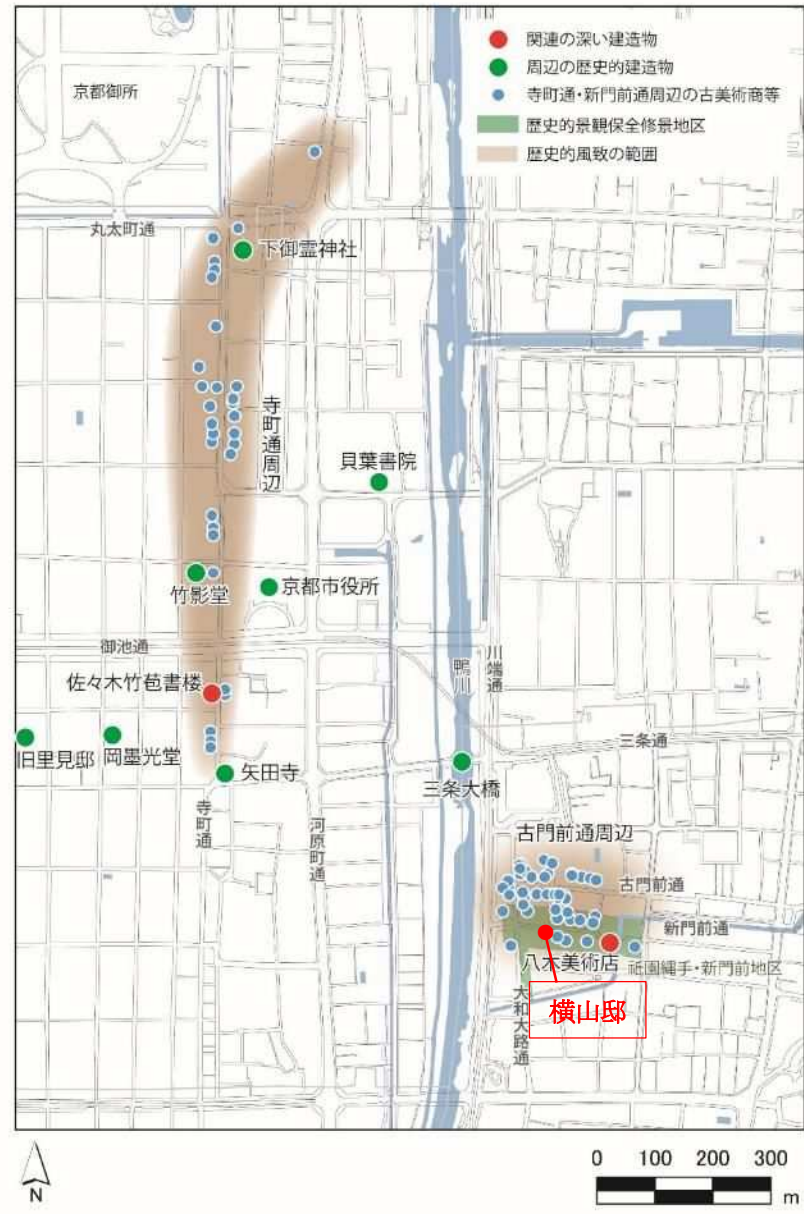 関連の深い建造物
周辺の歴史的建造物
寺町通・新門前通周辺の古美術商等
歴史的景観保全修景地区
歴史的風致の範囲
京都御所
丸太町通
下御霊神社
寺町通周辺
貝葉書院
竹影堂
京都市役所
御池通
佐々木竹苞書楼
鴨川
川端通
旧里見邸
岡墨光堂
矢田寺
三条通
三条大橋
寺町通
河原町通
古門前通周辺
古門前通
新門前通
八木美術店
祇園縄手・新門前地区
大和大路通
横山邸
N
0 100 200 300
m